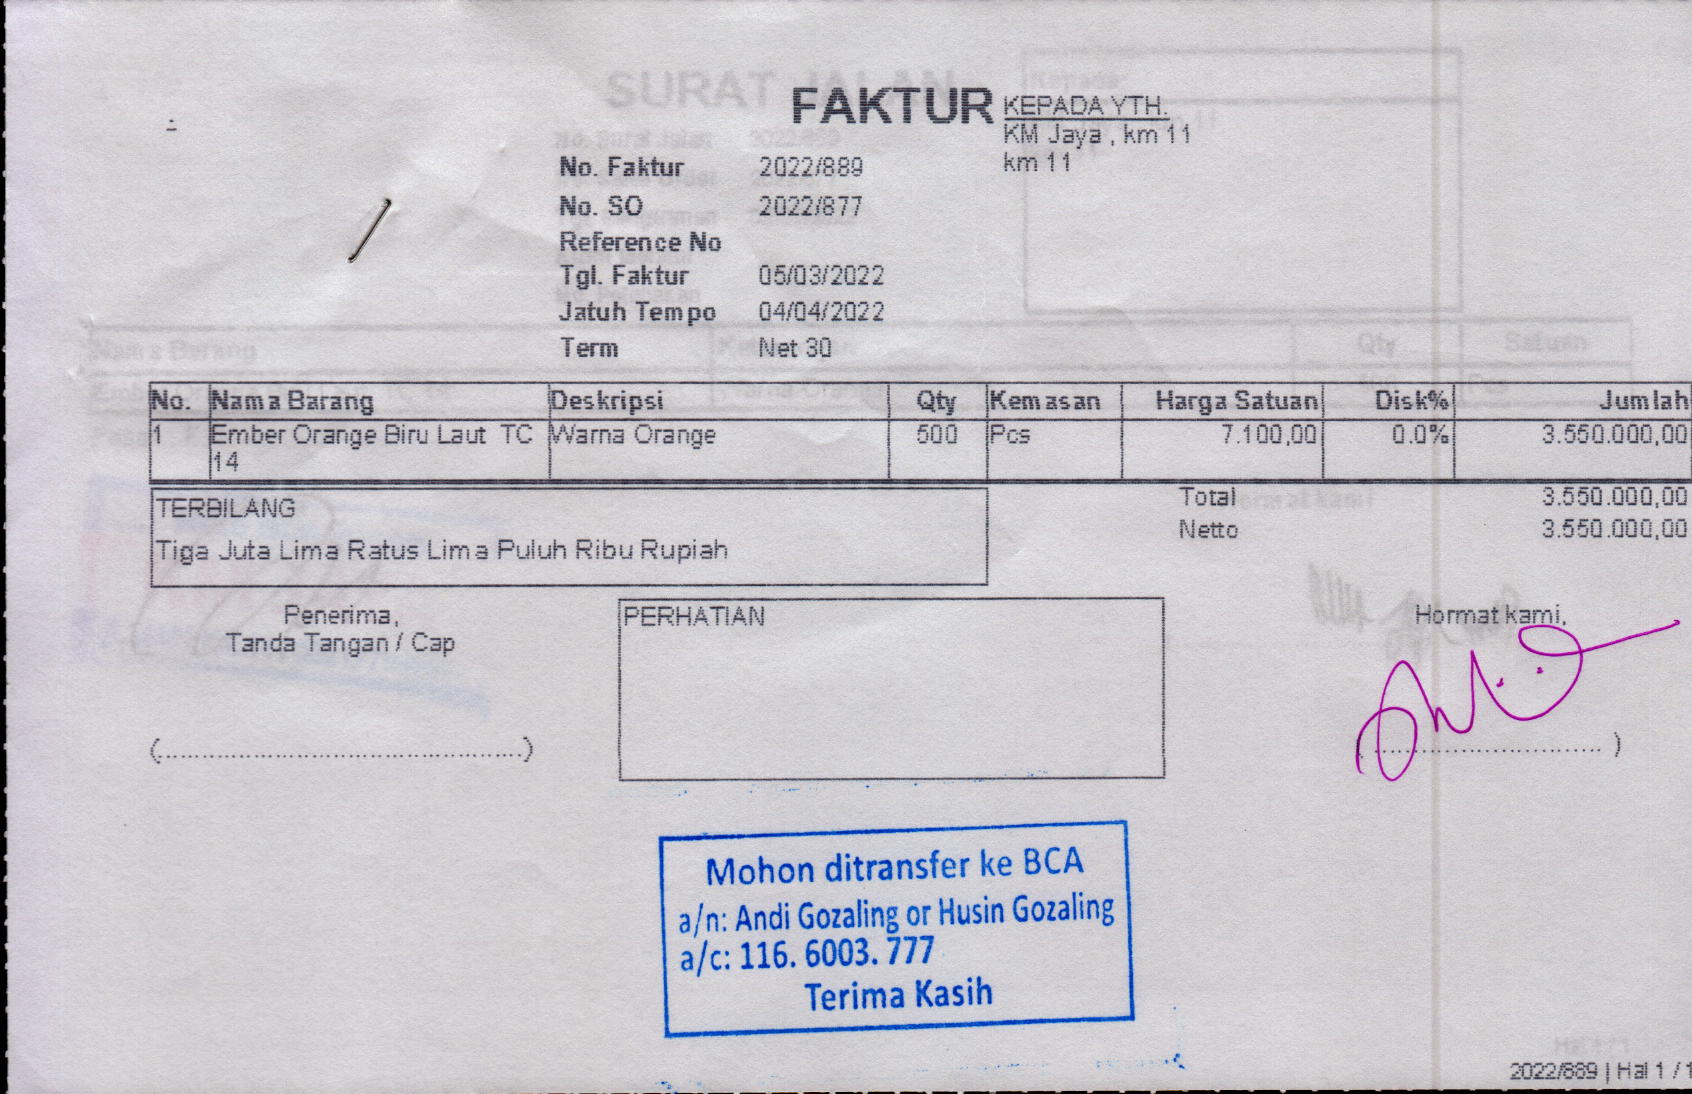 FAKTUR
KEPADA YTH.
KM Jaya , km 11
km 11
No. Faktur 2022/889
No. SO 2022/877
Reference No
Tgl. Faktur 05/03/2022
Jatuh Tempo 04/04/2022
Term Net 30
No. Nama Barang Deskripsi Qty Kemasan Harga Satuan Disk% Jumlah
1 Ember Orange Biru Laut TC Warna Orange 500 Pcs 7.100,00 0.0% 3.550.000,00
14
TERBILANG
Tiga Juta Lima Ratus Lima Puluh Ribu Rupiah
Total 3.550.000,00
Netto 3.550.000,00
Penerima,
Tanda Tangan / Cap
PERHATIAN
Hormat kami,
Mohon ditransfer ke BCA
a/n: Andi Gozaling or Husin Gozaling
a/c: 116. 6003. 777
Terima Kasih
2022/889 | Hal 1 / 1